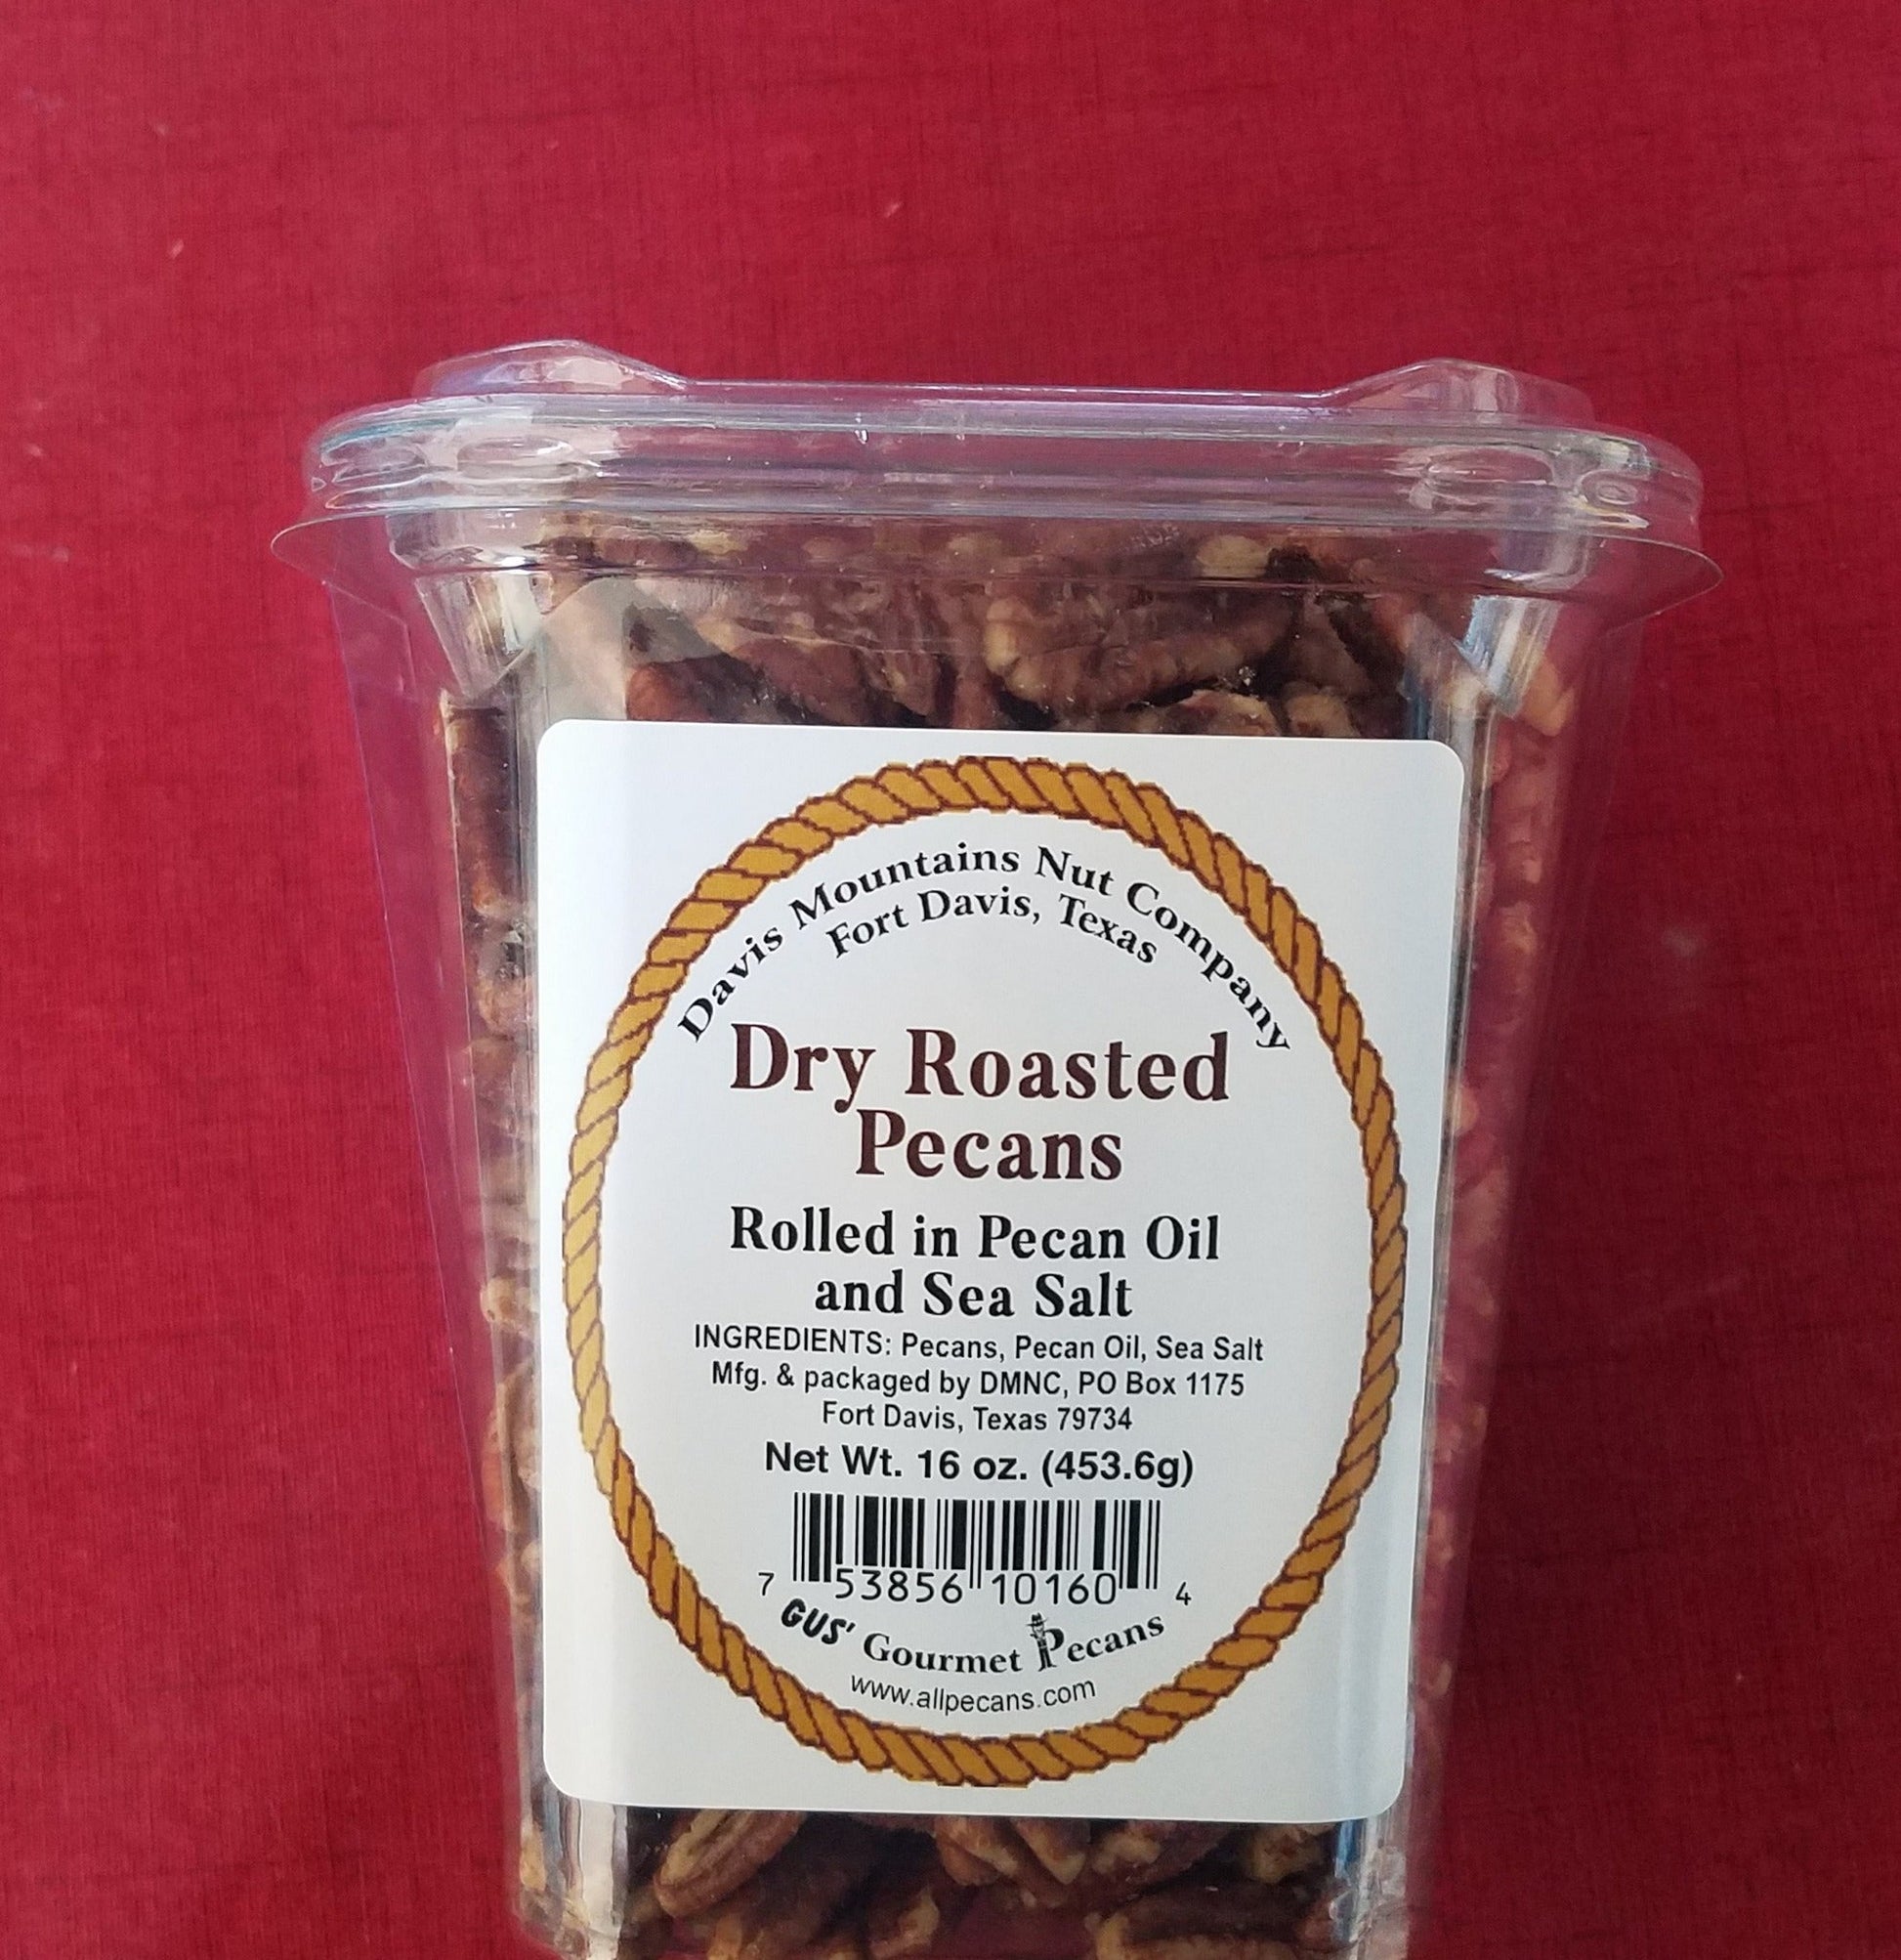 Davis Mountains Nut Company
Fort Davis, Texas
Dry Roasted
Pecans
Rolled in Pecan Oil
and Sea Salt
INGREDIENTS: Pecans, Pecan Oil, Sea Salt
Mfg. & packaged by DMNC, PO Box 1175
Fort Davis, Texas 79734
Net Wt. 16 oz. (453.6g)
7 53856 10160 4
GUS' Gourmet Pecans
www.allpecans.com